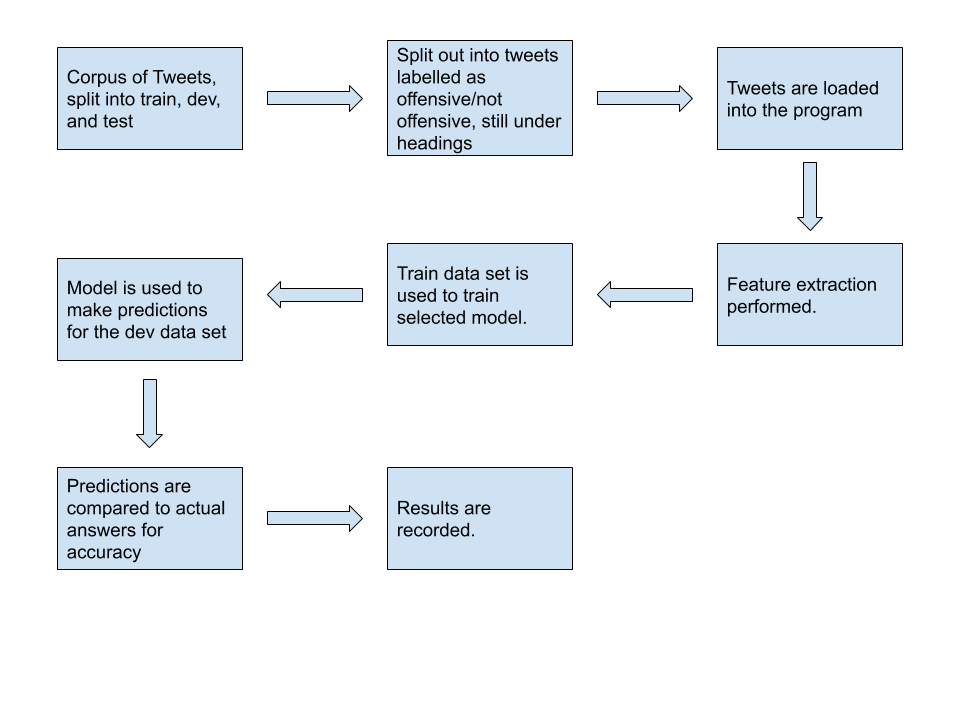 Corpus of Tweets,
split into train, dev,
and test
Split out into tweets
labelled as
offensive/not
offensive, still under
headings
Tweets are loaded
into the program
Feature extraction
performed.
Train data set is
used to train
selected model.
Model is used to
make predictions
for the dev data set
Predictions are
compared to actual
answers for
accuracy
Results are
recorded.